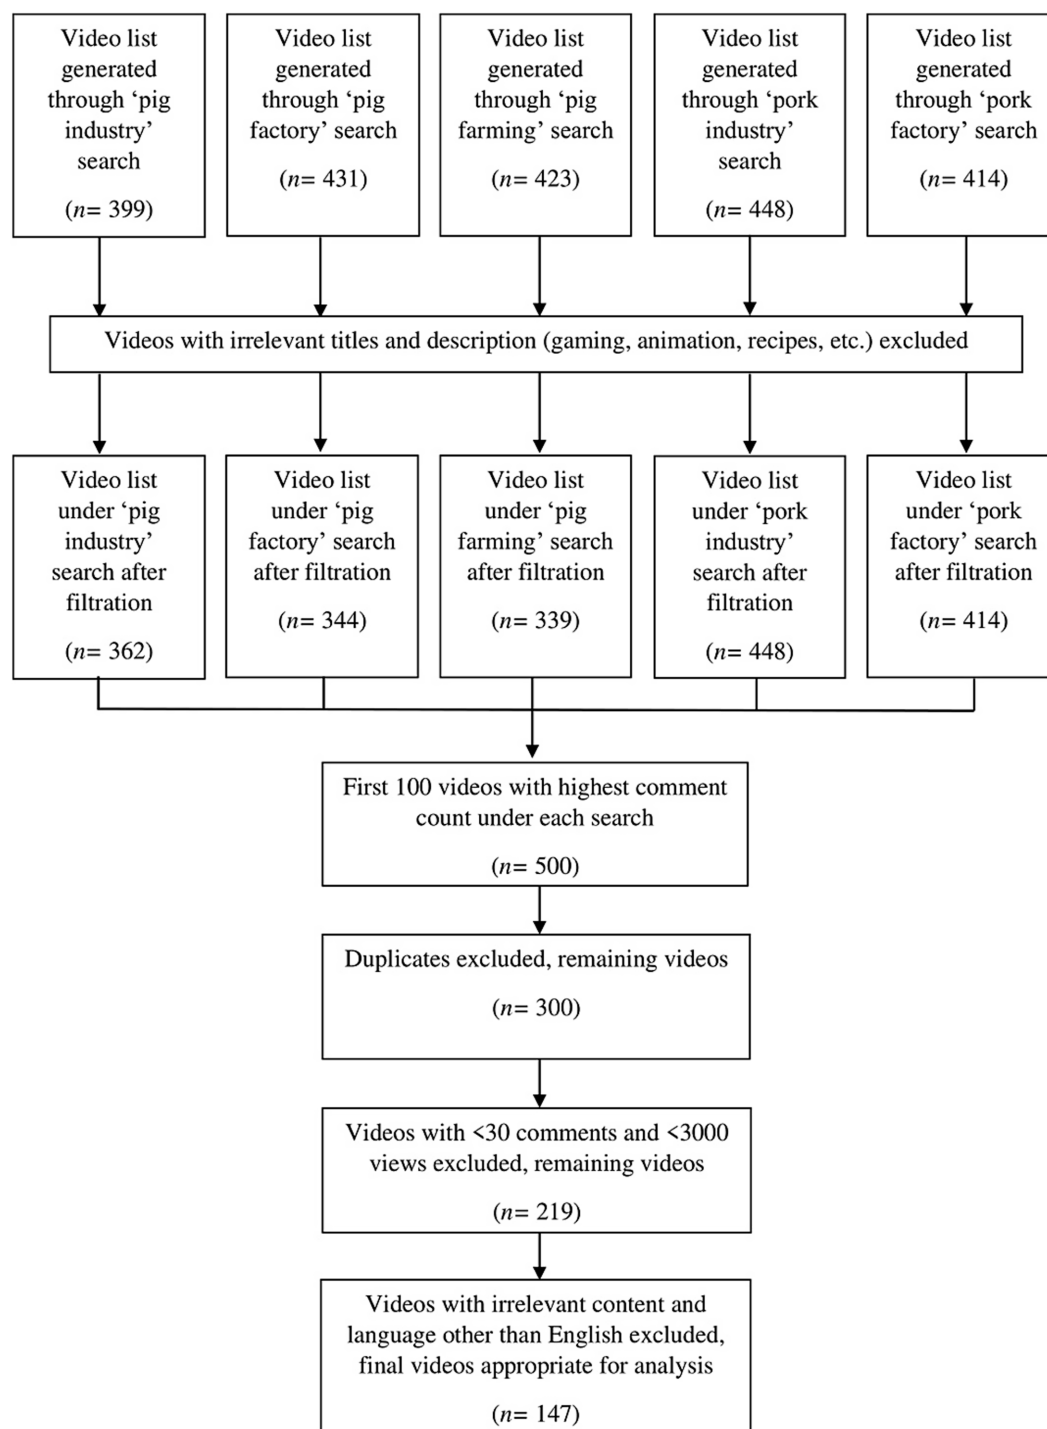 Video list
generated
through ‘pig
industry’
search
(n= 399)
Video list
generated
through ‘pig
factory’ search
(n= 431)
Video list
generated
through ‘pig
farming’ search
(n= 423)
Video list
generated
through ‘pork
industry’
search
(n= 448)
Video list
generated
through ‘pork
factory’ search
(n= 414)
Videos with irrelevant titles and description (gaming, animation, recipes, etc.) excluded
Video list
under ‘pig
industry’
search after
filtration
(n= 362)
Video list
under ‘pig
factory’ search
after filtration
(n= 344)
Video list
under ‘pig
farming’ search
after filtration
(n= 339)
Video list
under ‘pork
industry’
search after
filtration
(n= 448)
Video list
under ‘pork
factory’ search
after filtration
(n= 414)
First 100 videos with highest comment
count under each search
(n= 500)
Duplicates excluded, remaining videos
(n= 300)
Videos with <30 comments and <3000
views excluded, remaining videos
(n= 219)
Videos with irrelevant content and
language other than English excluded,
final videos appropriate for analysis
(n= 147)